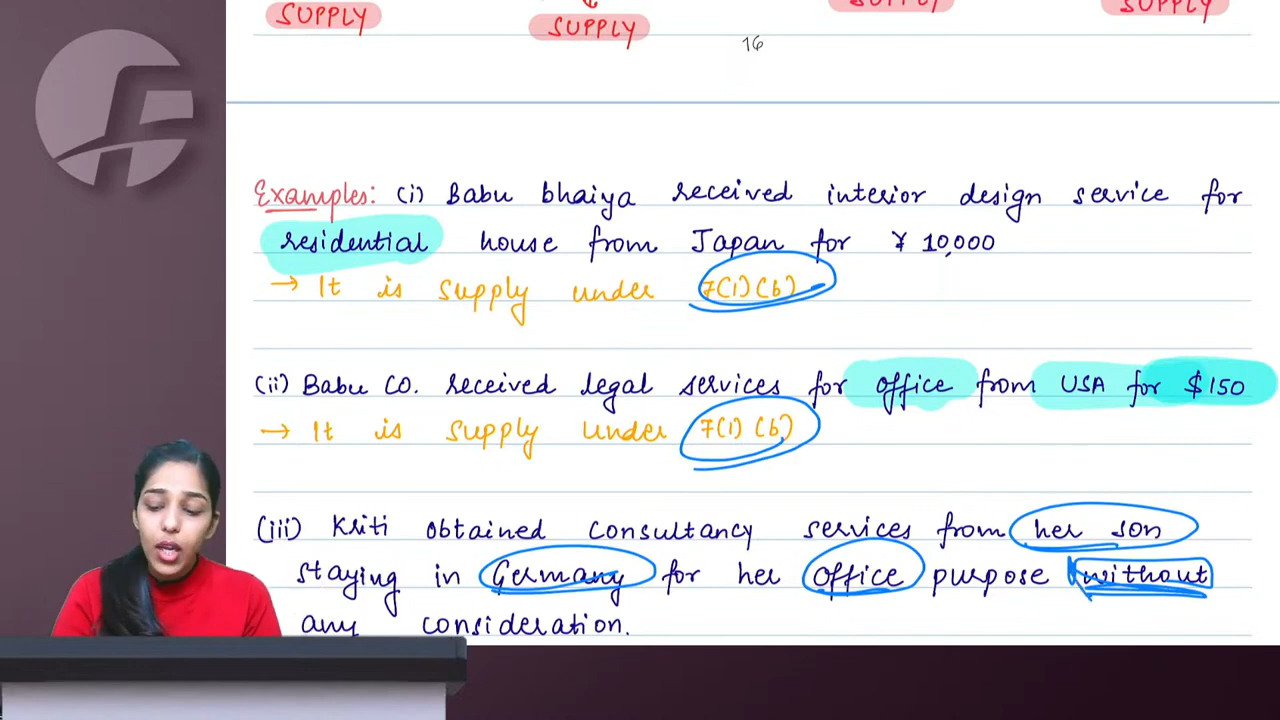 SUPPLY SUPPLY SUPPLY SUPPLY
16
Examples: (i) Babu bhaiya received interior design service for
residential house from Japan for ¥ 10,000
→ It is supply under 7(1)(b)
(ii) Babu CO. received legal services for office from USA for $150
→ It is supply under 7(1)(b)
(iii) Kriti obtained consultancy services from her son
staying in Germany for her office purpose without
any consideration.